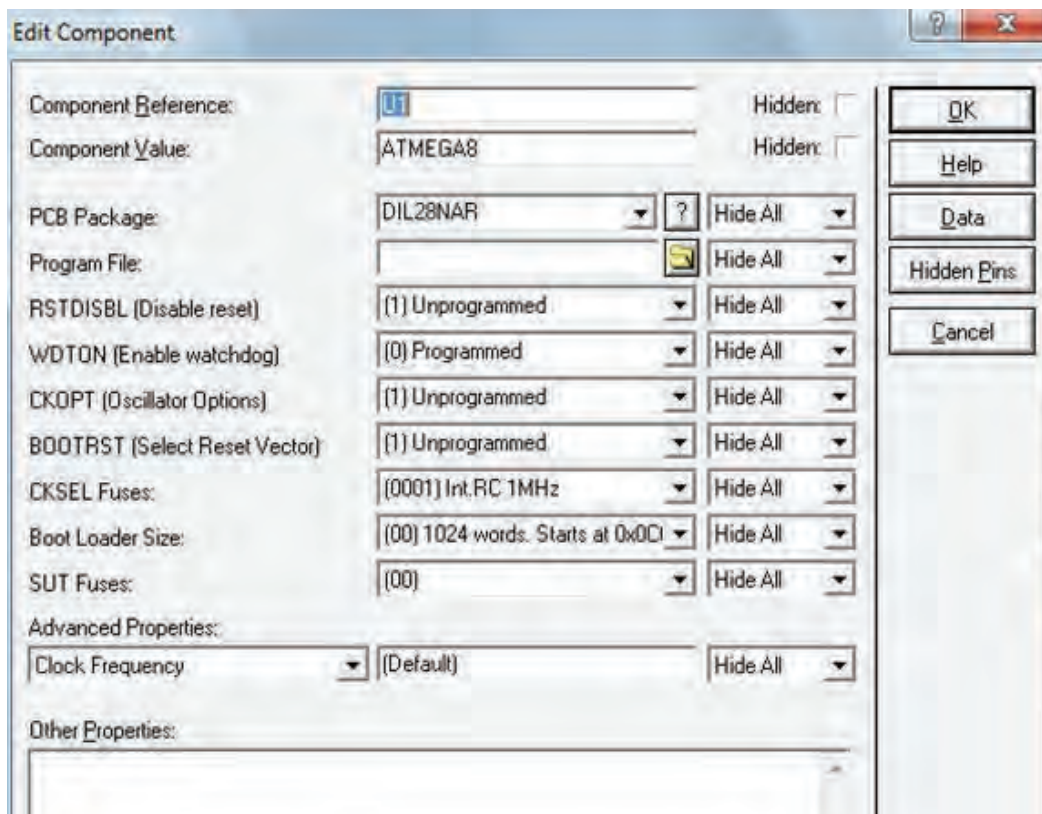 Edit Component
Component Reference: U1 Hidden:
Component Value: ATMEGA8 Hidden:
PCB Package: DIL28NAR ? Hide All
Program File: Hide All
RSTDISBL (Disable reset) (1) Unprogrammed Hide All
WDTON (Enable watchdog) (0) Programmed Hide All
CKOPT (Oscillator Options) (1) Unprogrammed Hide All
BOOTRST (Select Reset Vector) (1) Unprogrammed Hide All
CKSEL Fuses: (0001) Int.RC 1MHz Hide All
Boot Loader Size: (00) 1024 words. Starts at 0x0C Hide All
SUT Fuses: (00) Hide All
Advanced Properties:
Clock Frequency (Default) Hide All
Other Properties:
OK
Help
Data
Hidden Pins
Cancel